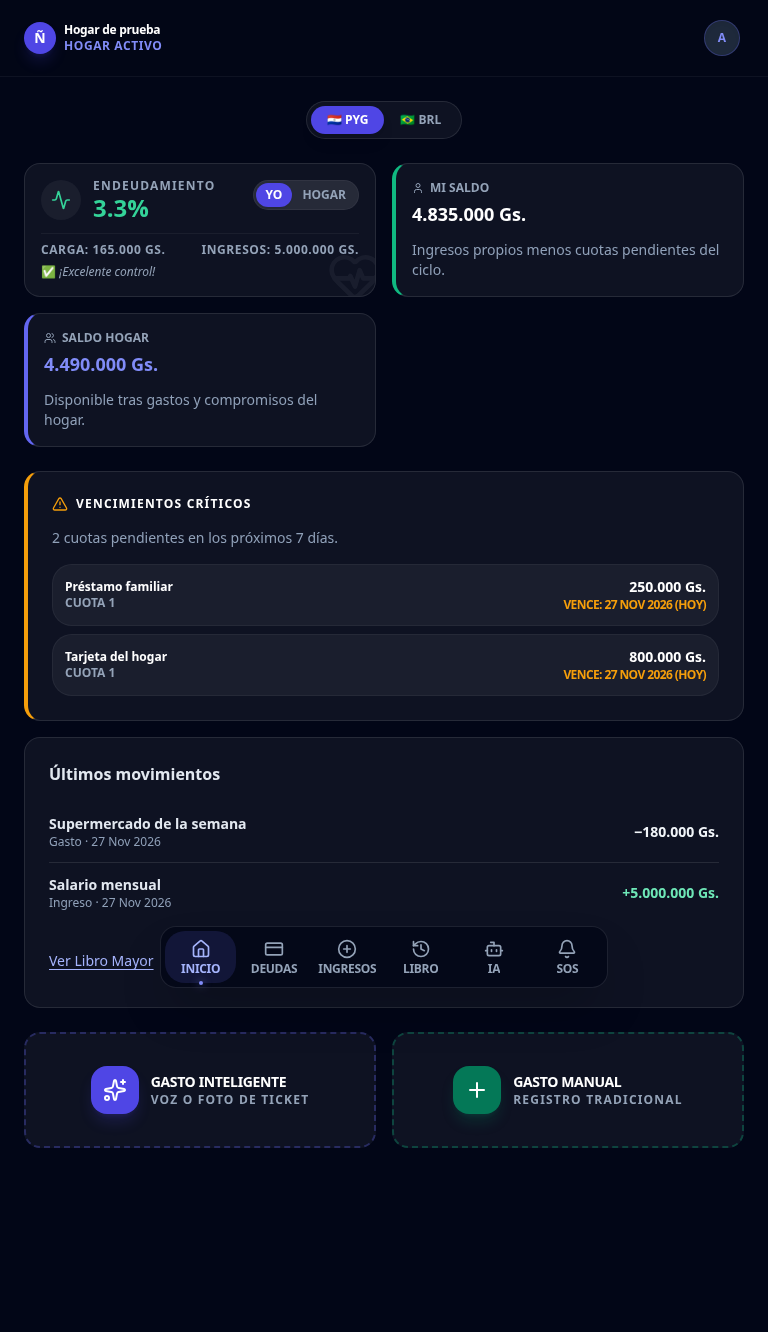 Ñ
Hogar de prueba
HOGAR ACTIVO
A
🇵🇾 PYG
🇧🇷 BRL
ENDEUDAMIENTO
3.3%
YO
HOGAR
CARGA: 165.000 GS.
INGRESOS: 5.000.000 GS.
✅ ¡Excelente control!
MI SALDO
4.835.000 Gs.
Ingresos propios menos cuotas pendientes del
ciclo.
SALDO HOGAR
4.490.000 Gs.
Disponible tras gastos y compromisos del
hogar.
VENCIMIENTOS CRÍTICOS
2 cuotas pendientes en los próximos 7 días.
Préstamo familiar
CUOTA 1
250.000 Gs.
VENCE: 27 NOV 2026 (HOY)
Tarjeta del hogar
CUOTA 1
800.000 Gs.
VENCE: 27 NOV 2026 (HOY)
Últimos movimientos
Supermercado de la semana
Gasto · 27 Nov 2026
−180.000 Gs.
Salario mensual
Ingreso · 27 Nov 2026
+5.000.000 Gs.
Ver Libro Mayor
INICIO
DEUDAS
INGRESOS
LIBRO
IA
SOS
GASTO INTELIGENTE
VOZ O FOTO DE TICKET
GASTO MANUAL
REGISTRO TRADICIONAL